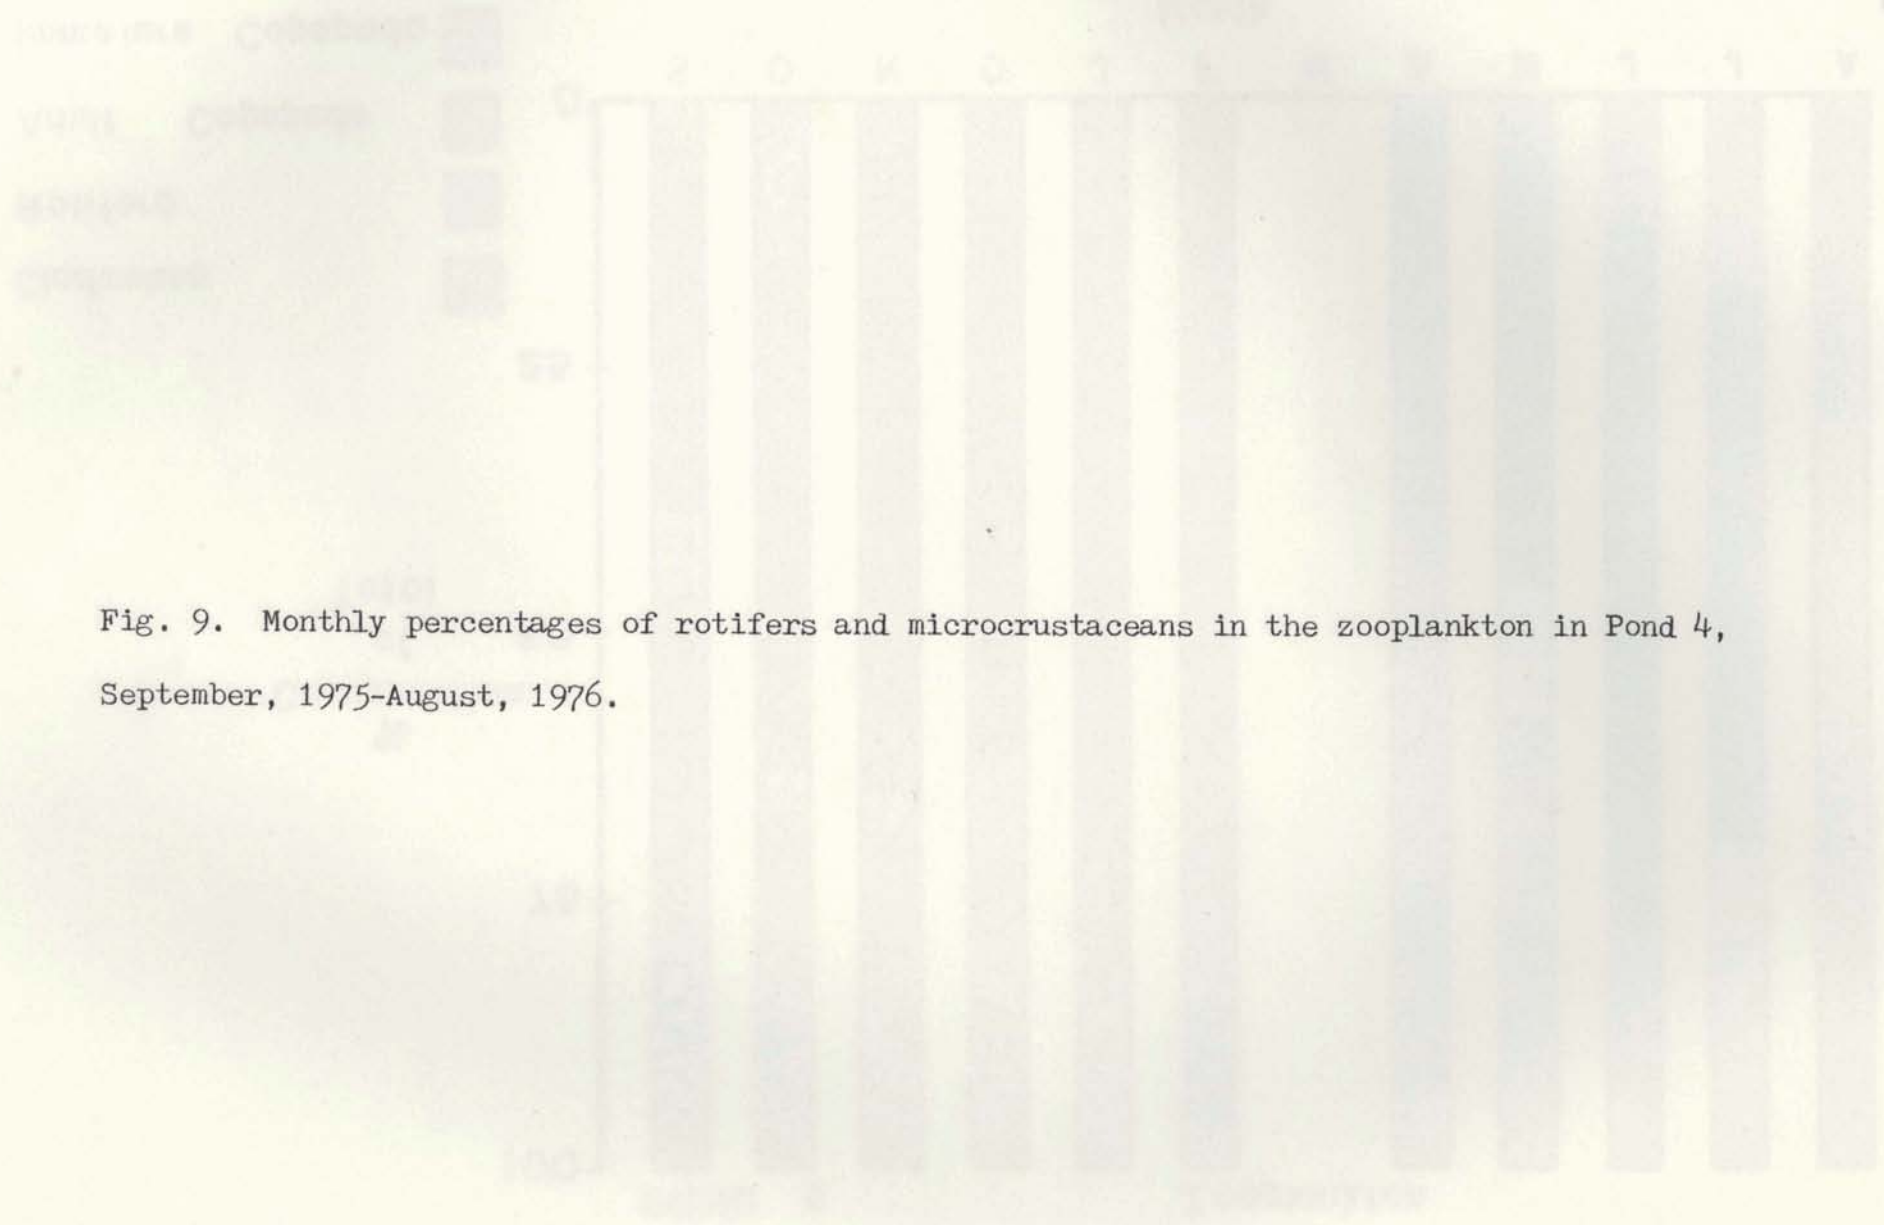 Fig. 9. Monthly percentages of rotifers and microcrustaceans in the zooplankton in Pond 4,
September, 1975-August, 1976.